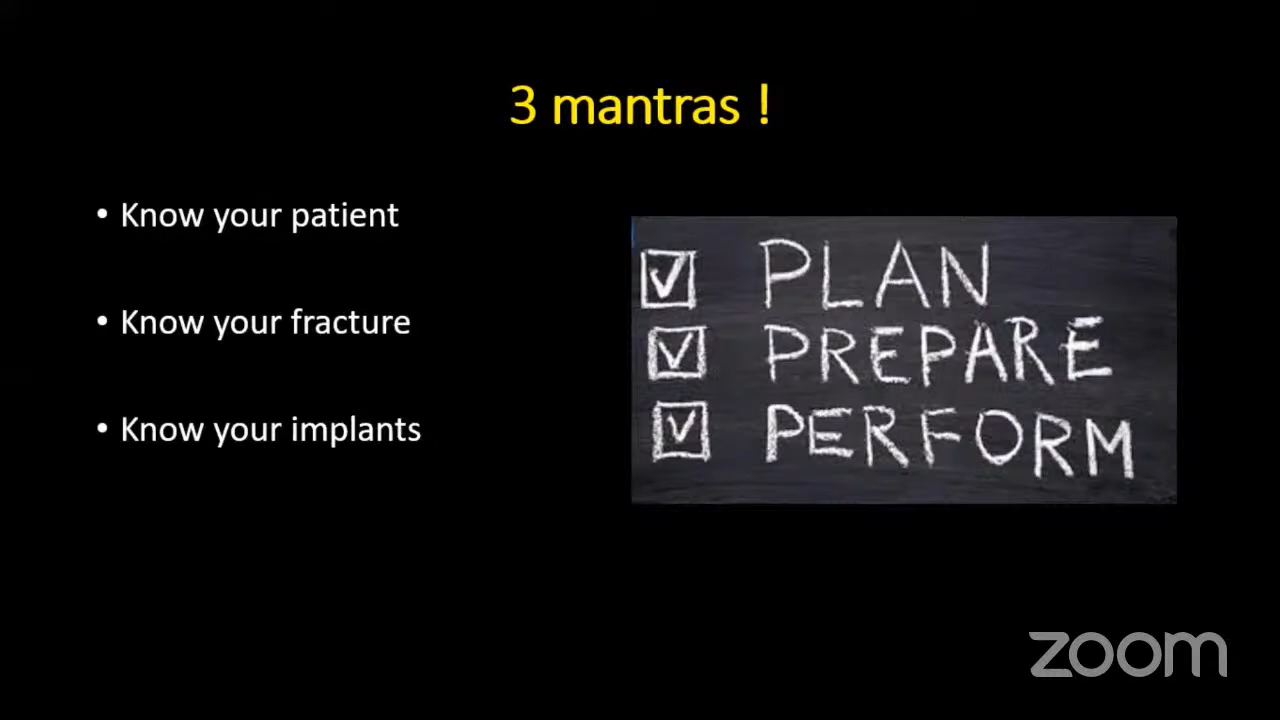 3 mantras !
• Know your patient
• Know your fracture
• Know your implants
PLAN
PREPARE
PERFORM
zoom